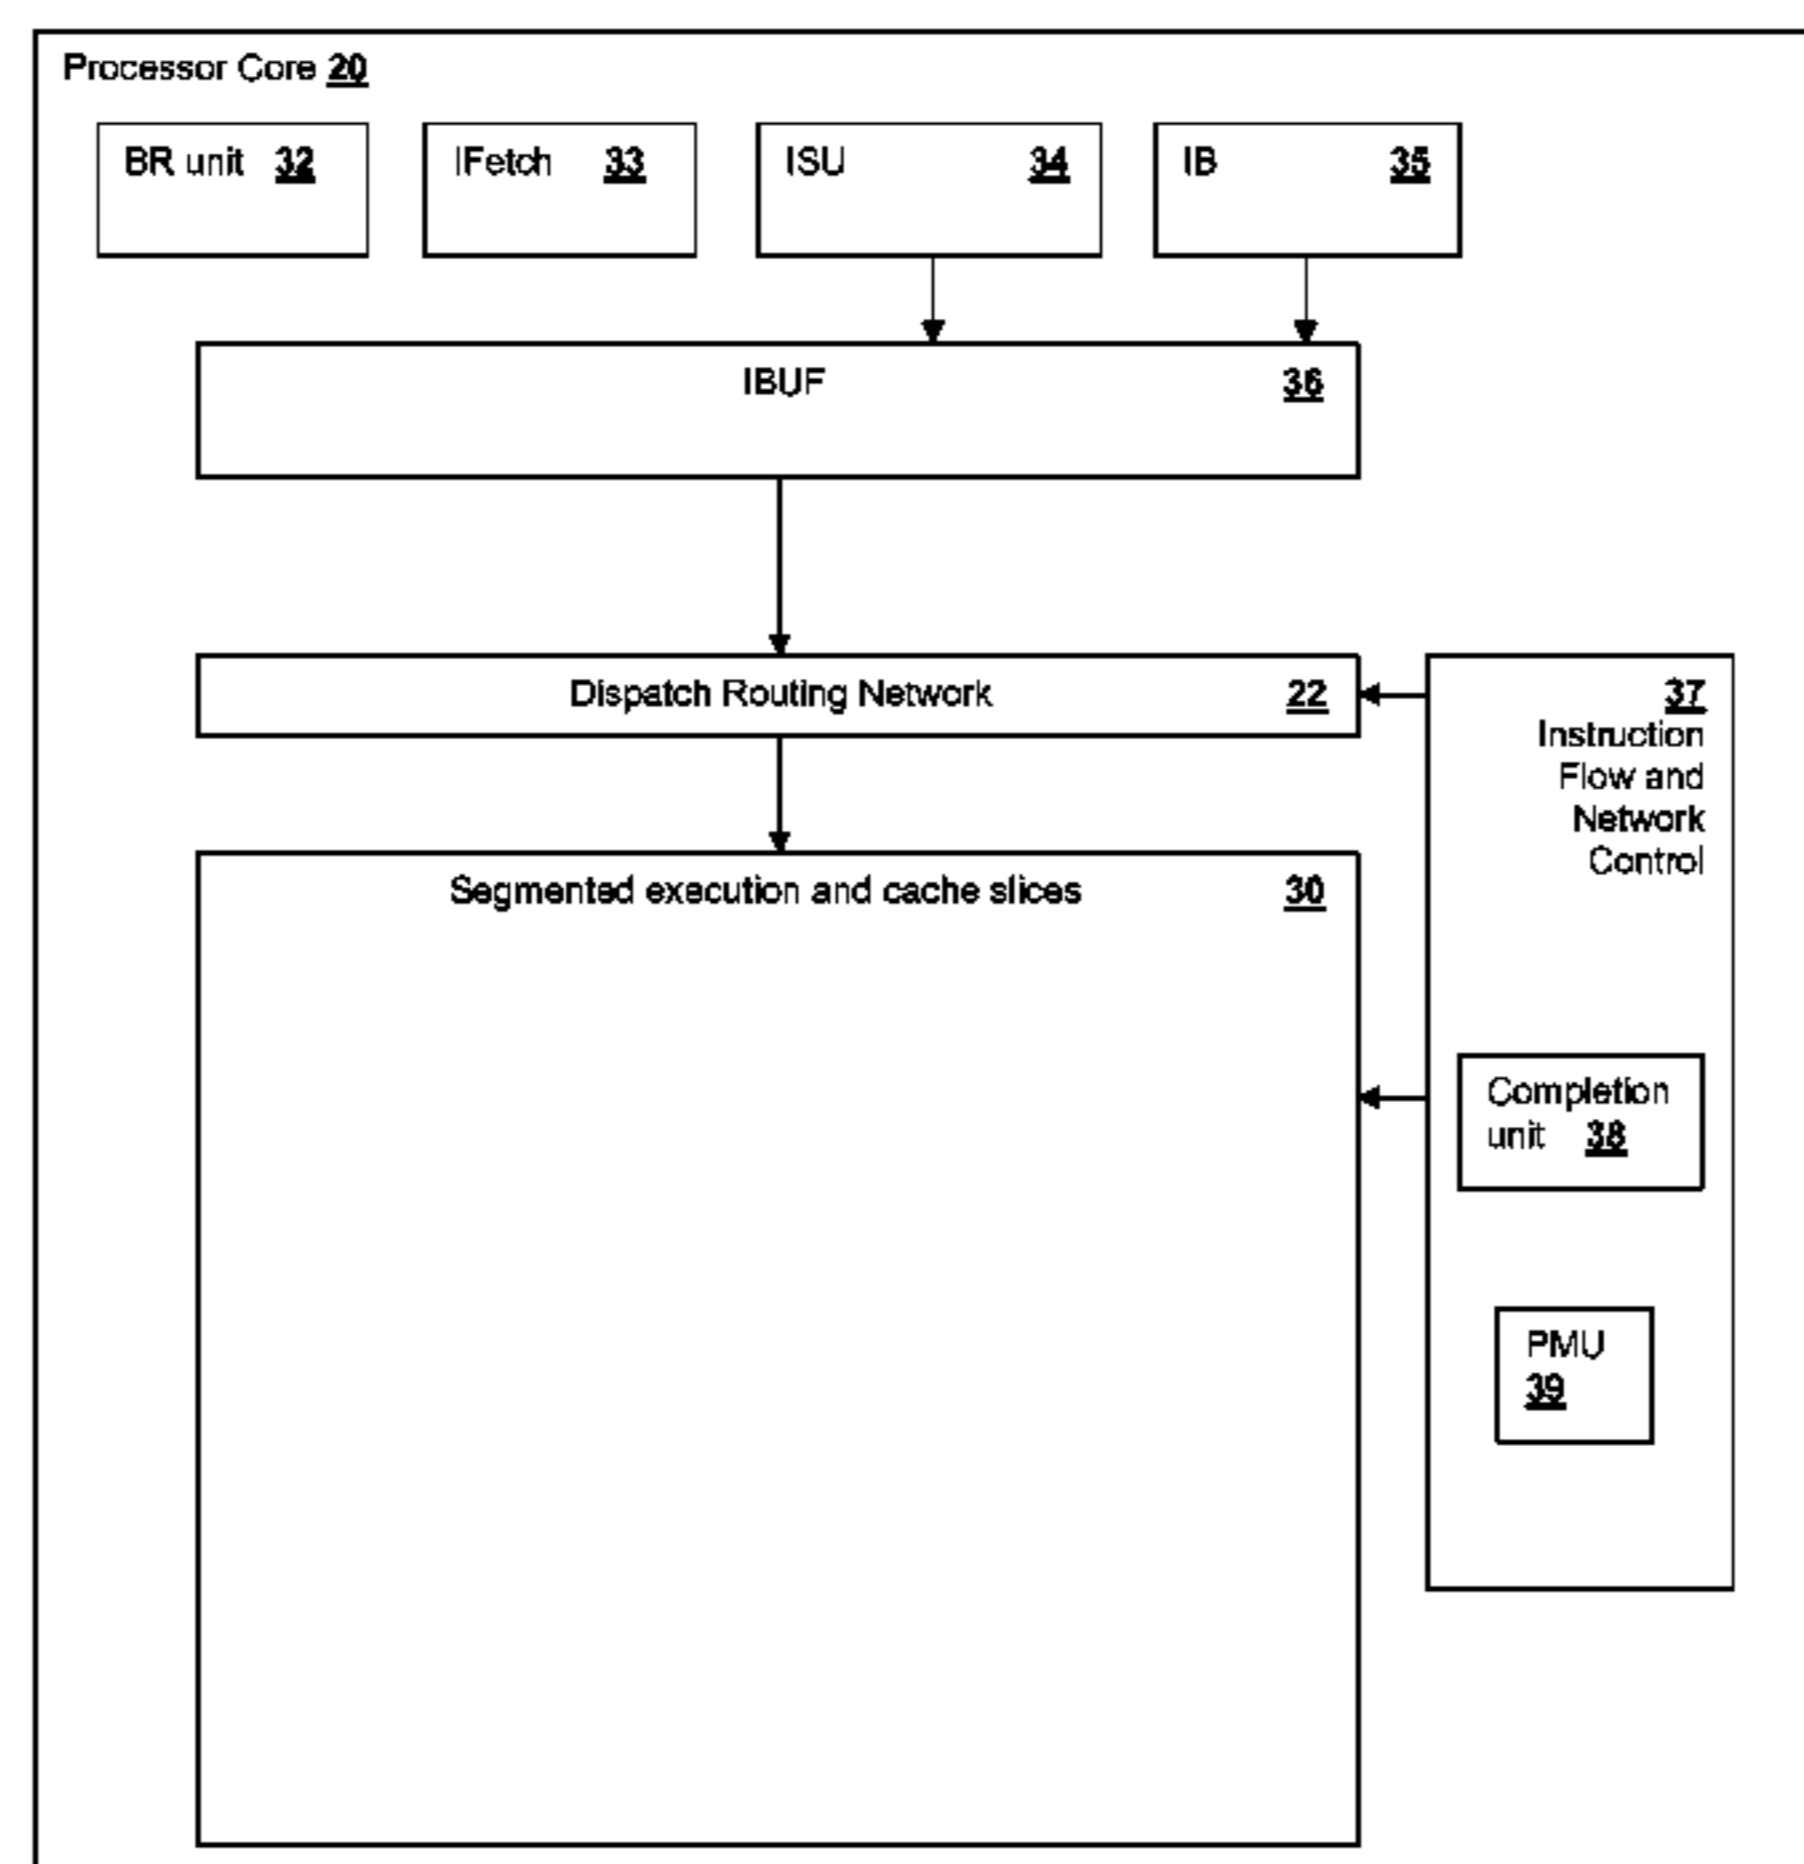 Processor Core 20
BR unit 32
IFetch 33
ISU 34
IB 35
IBUF 36
Dispatch Routing Network 22
37
Instruction
Flow and
Network
Control
Segmented execution and cache slices 30
Completion
unit 38
PMU
39